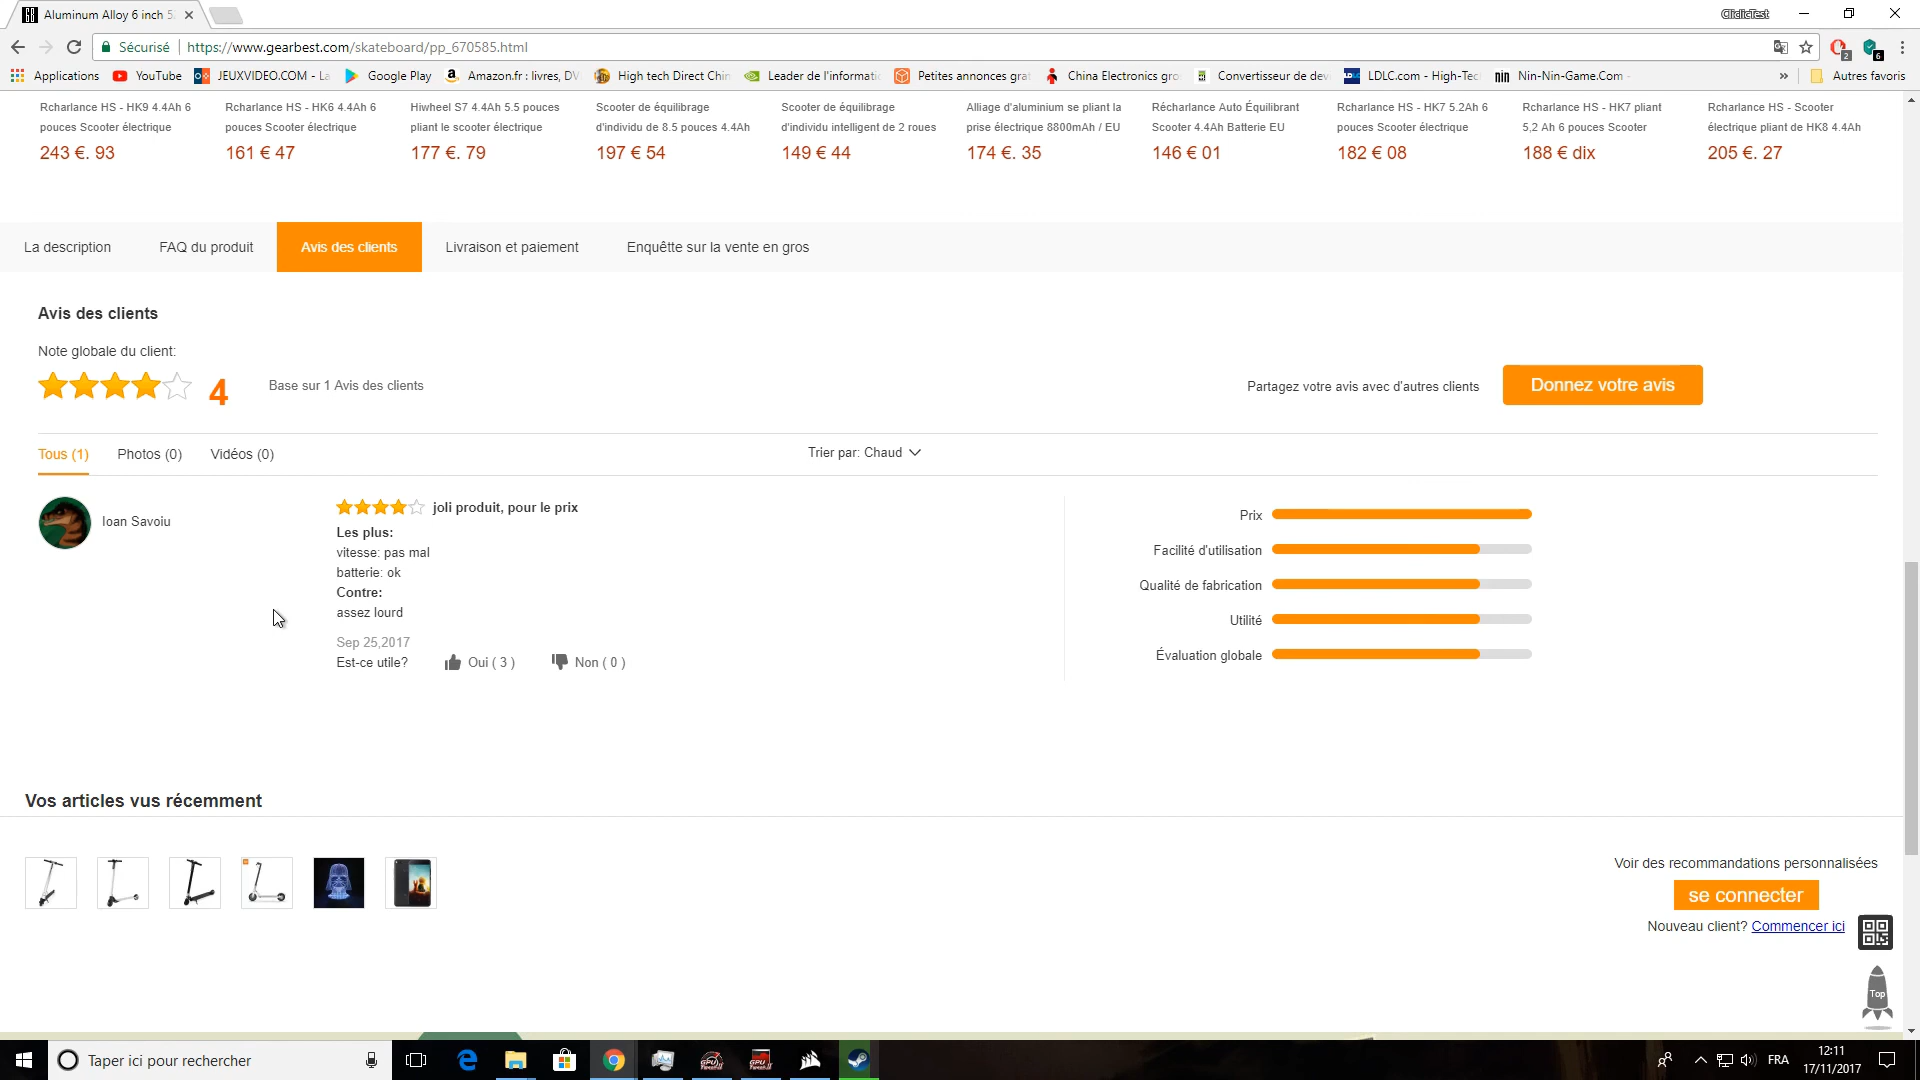 Aluminum Alloy 6 inch 5.
ClidicTest
Sécurisé https://www.gearbest.com/skateboard/pp_670585.html
2 6
Applications YouTube JEUXVIDEO.COM - La Google Play Amazon.fr : livres, DV High tech Direct Chin Leader de l'informatic Petites annonces grat China Electronics gro Convertisseur de dev LDLC.com - High-Tec Nin-Nin-Game.Com - » Autres favoris
Rcharlance HS - HK9 4.4Ah 6 pouces Scooter électrique
243 €. 93
Rcharlance HS - HK6 4.4Ah 6 pouces Scooter électrique
161 € 47
Hiwheel S7 4.4Ah 5.5 pouces pliant le scooter électrique
177 €. 79
Scooter de équilibrage d'individu de 8.5 pouces 4.4Ah
197 € 54
Scooter de équilibrage d'individu intelligent de 2 roues
149 € 44
Alliage d'aluminium se pliant la prise électrique 8800mAh / EU
174 €. 35
Récharlance Auto Équilibrant Scooter 4.4Ah Batterie EU
146 € 01
Rcharlance HS - HK7 5.2Ah 6 pouces Scooter électrique
182 € 08
Rcharlance HS - HK7 pliant 5,2 Ah 6 pouces Scooter
188 € dix
Rcharlance HS - Scooter électrique pliant de HK8 4.4Ah
205 €. 27
La description FAQ du produit Avis des clients Livraison et paiement Enquêtte sur la vente en gros
Avis des clients
Note globale du client:
4 Base sur 1 Avis des clients
Partagez votre avis avec d'autres clients Donnez votre avis
Tous (1) Photos (0) Vidéos (0) Trier par: Chaud
Ioan Savoiu
joli produit, pour le prix
Les plus:
vitesse: pas mal
batterie: ok
Contre:
assez lourd
Sep 25,2017
Est-ce utile? Oui ( 3 ) Non ( 0 )
Prix
Facilité d'utilisation
Qualité de fabrication
Utilité
Évaluation globale
Vos articles vus récemment
Voir des recommandations personnalisées
se connecter
Nouveau client? Commencer ici
Top
Taper ici pour rechercher
FRA
12:11
17/11/2017